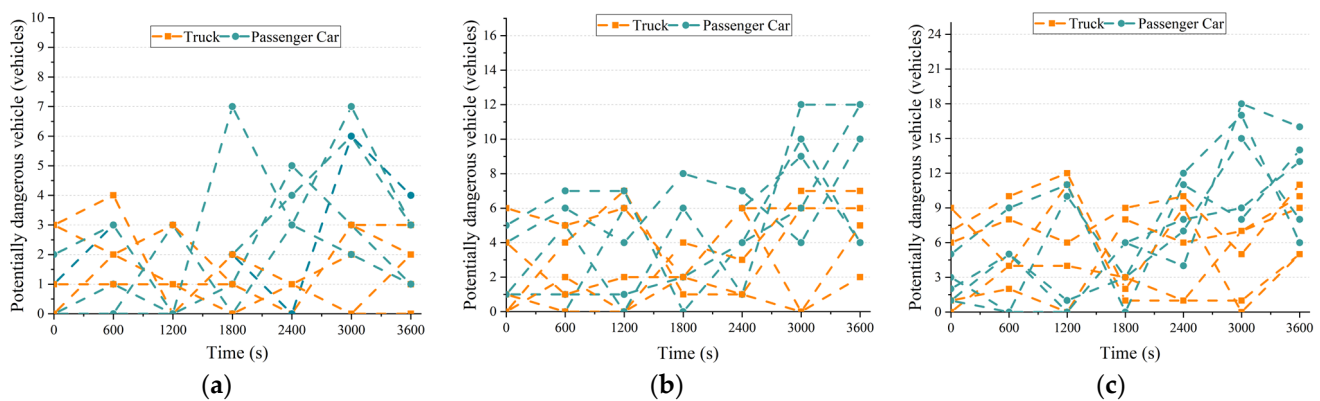 Potentially dangerous vehicle (vehicles)
10
9
8
7
6
5
4
3
2
1
0
Truck Passenger Car
0 600 1200 1800 2400 3000 3600
Time (s)
(a)
Potentially dangerous vehicle (vehicles)
16
14
12
10
8
6
4
2
0
Truck Passenger Car
0 600 1200 1800 2400 3000 3600
Time (s)
(b)
Potentially dangerous vehicle (vehicles)
24
21
18
15
12
9
6
3
0
Truck Passenger Car
0 600 1200 1800 2400 3000 3600
Time (s)
(c)